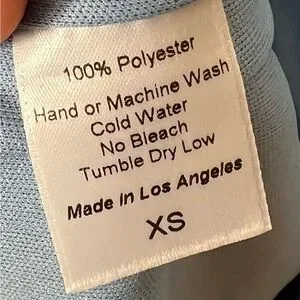 100% Polyester
Hand or Machine Wash
Cold Water
No Bleach
Tumble Dry Low
Made in Los Angeles
XS